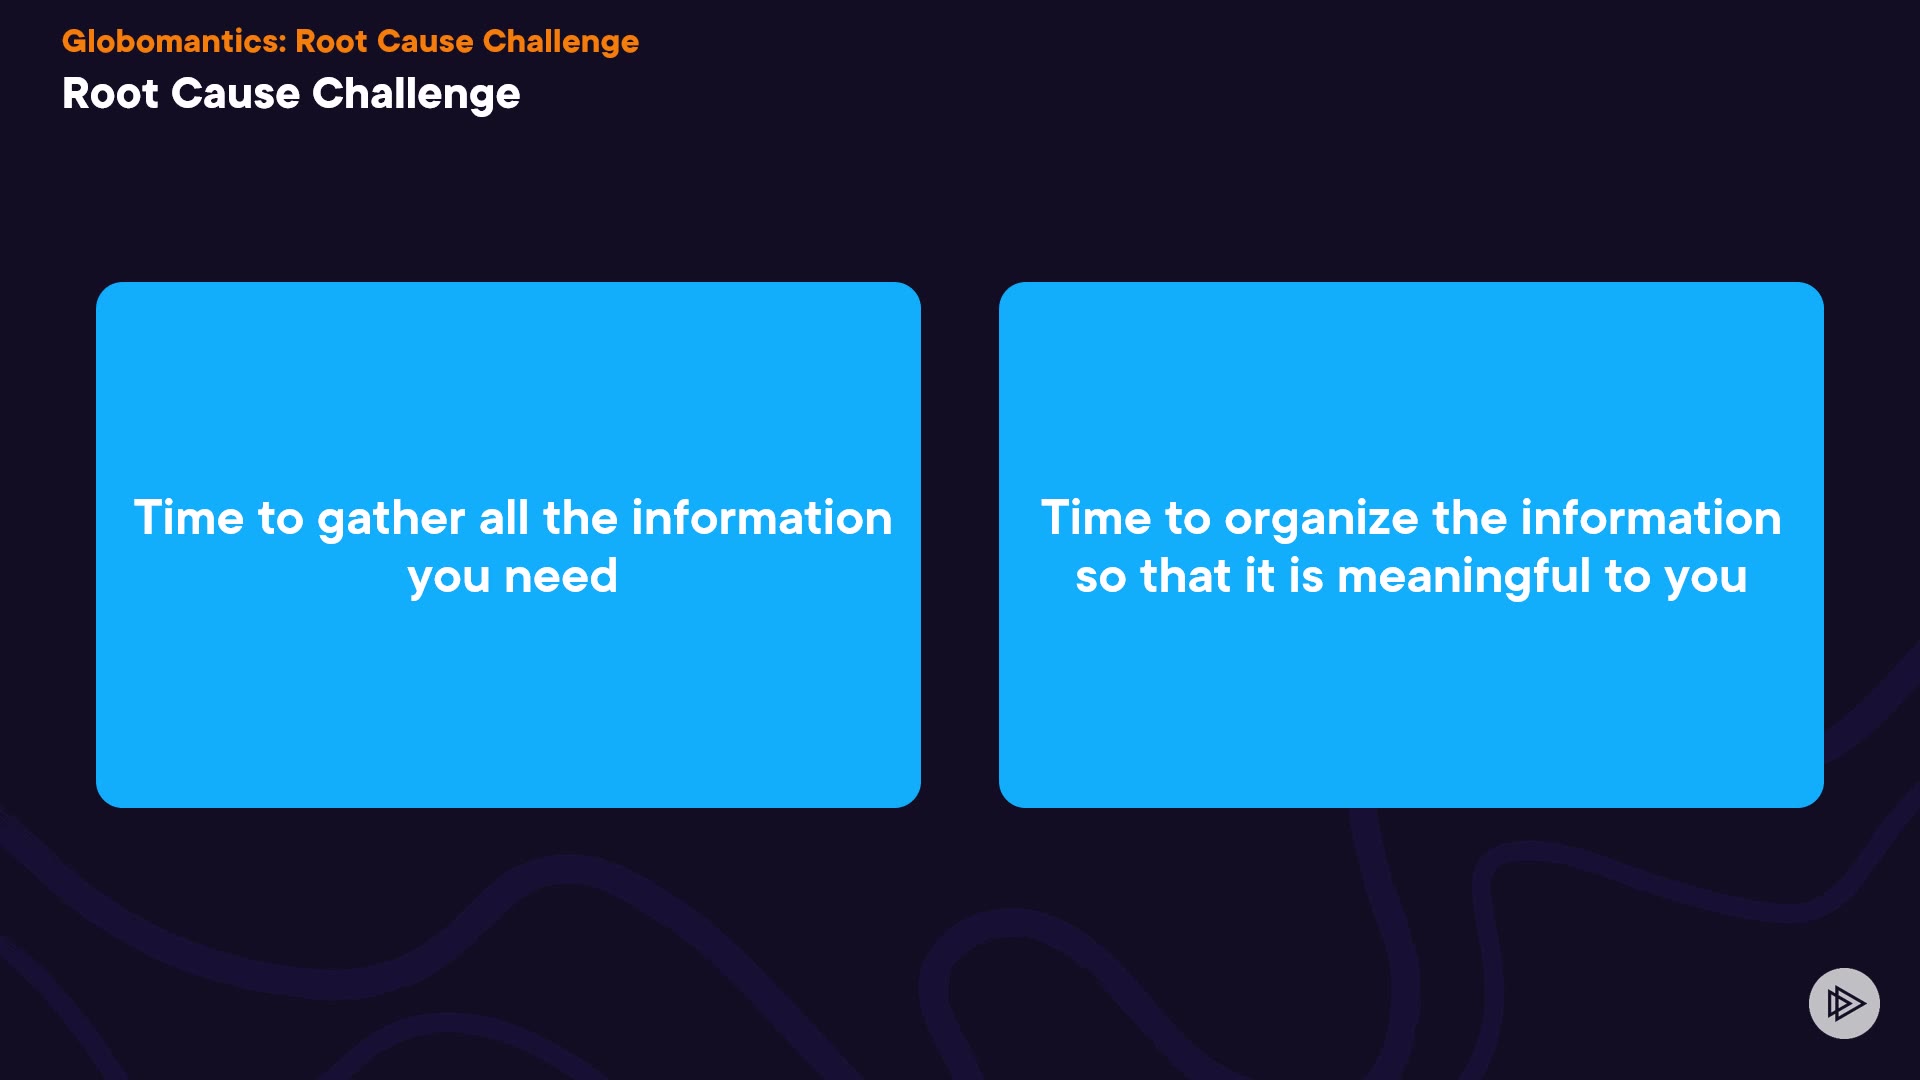 Globomantics: Root Cause Challenge
Root Cause Challenge
Time to gather all the information
you need
Time to organize the information
so that it is meaningful to you